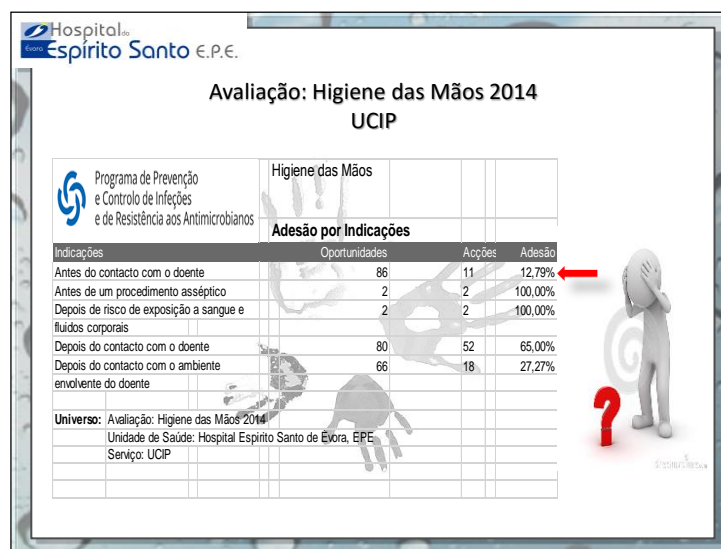 Hospital do
Évora Espírito Santo E.P.E.
Avaliação: Higiene das Mãos 2014
UCIP
Programa de Prevenção
e Controlo de Infeções
e de Resistência aos Antimicrobianos
Higiene das Mãos
Adesão por Indicações
Indicações Oportunidades Acções Adesão
Antes do contacto com o doente 86 11 12,79%
Antes de um procedimento asséptico 2 2 100,00%
Depois de risco de exposição a sangue e 2 2 100,00%
fluidos corporais
Depois do contacto com o doente 80 52 65,00%
Depois do contacto com o ambiente 66 18 27,27%
envolvente do doente
Universo: Avaliação: Higiene das Mãos 2014
Unidade de Saúde: Hospital Espirito Santo de Évora, EPE
Serviço: UCIP
?